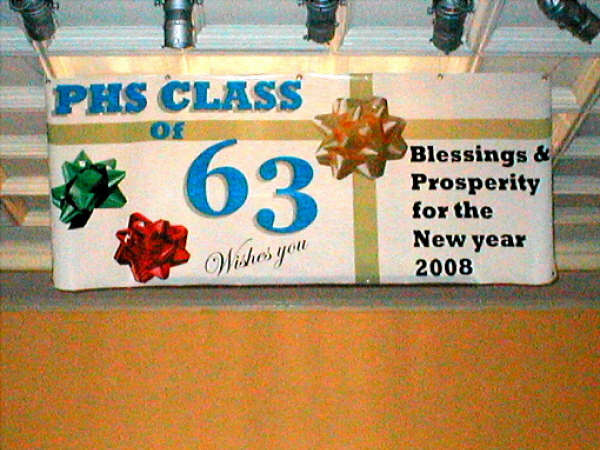 PHS CLASS
Of
63
Wishes you
Blessings &
Prosperity
for the
New year
2008